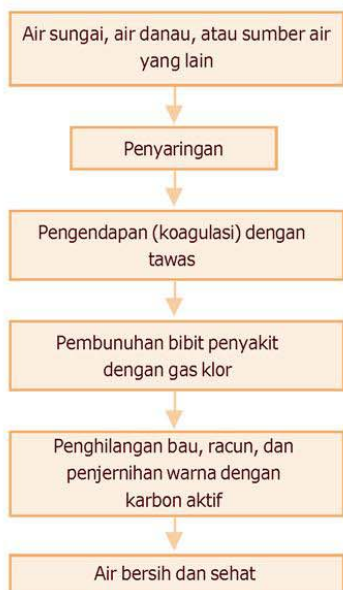 Air sungai, air danau, atau sumber air
yang lain
Penyaringan
Pengendapan (koagulasi) dengan
tawas
Pembunuhan bibit penyakit
dengan gas klor
Penghilangan bau, racun, dan
penjernihan warna dengan
karbon aktif
Air bersih dan sehat